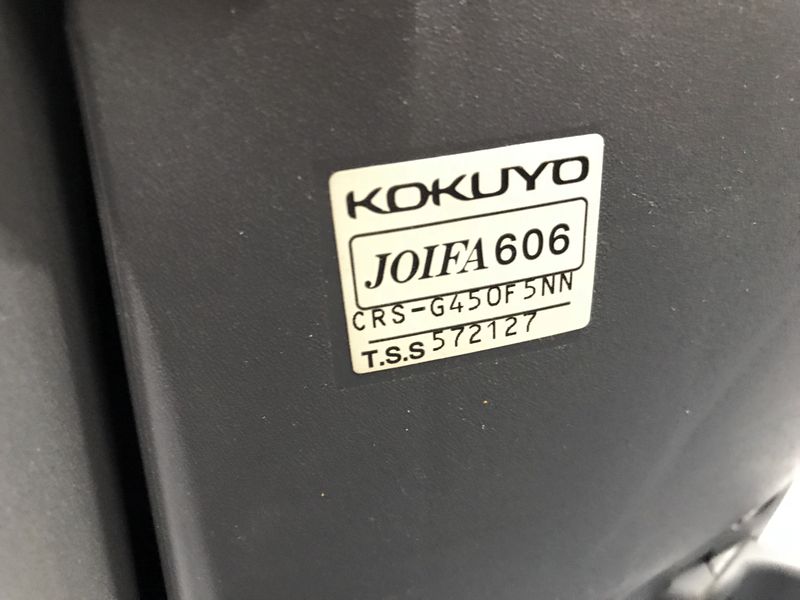 KOKUYO
JOIFA 606
CRS-G450F5NN
T.S.S 572127